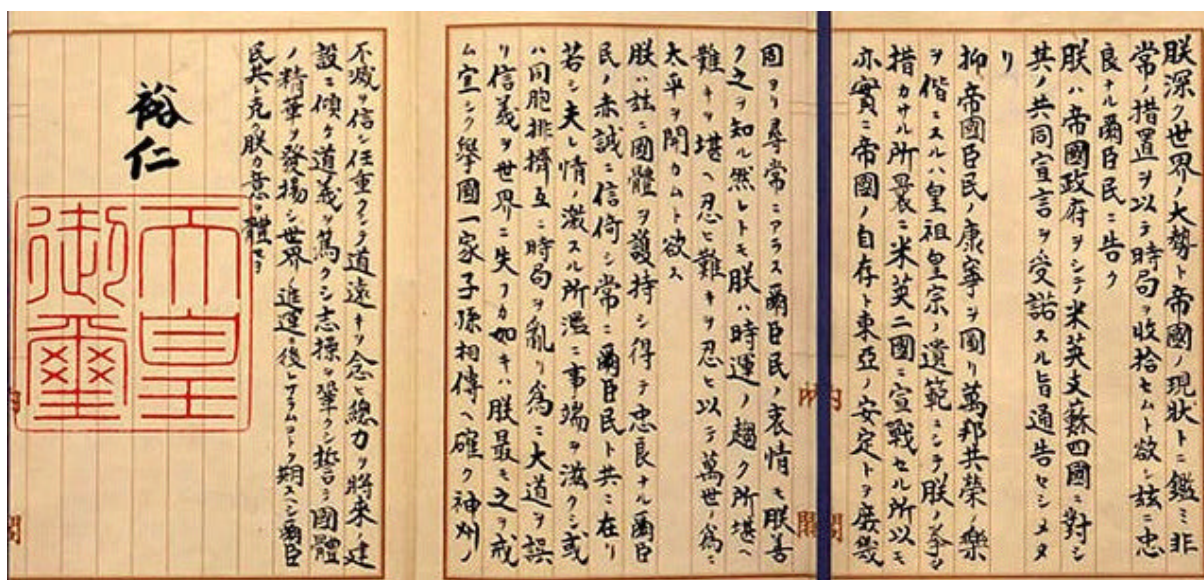 朕深ク世界ノ大勢ト帝國ノ現状トニ鑑ミ非
常ノ措置ヲ以テ時局ヲ收拾セムト欲シ茲ニ忠
良ナル爾臣民ニ告ク
朕ハ帝國政府ヲシテ米英支蘇四國ニ對シ
其ノ共同宣言ヲ受諾スル旨通告セシメタ
リ
抑帝國臣民ノ康寧ヲ圖リ萬邦共榮ノ樂
ヲ偕ニスルハ皇祖皇宗ノ遺範ニシテ朕ノ拳々
措カサル所曩ニ米英二國ニ宣戰セル所以モ
亦實ニ帝國ノ自存ト東亞ノ安定トヲ庶幾
内閣
固ヨリ尋常ニアラス爾臣民ノ衷情モ朕善
ク之ヲ知ル然レトモ朕ハ時運ノ趨ク所堪ヘ
難キヲ堪ヘ忍ヒ難キヲ忍ヒ以テ萬世ノ爲ニ
太平ヲ開カムト欲ス
朕ハ茲ニ國體ヲ護持シ得テ忠良ナル爾臣
民ノ赤誠ニ信倚シ常ニ爾臣民ト共ニ在リ
若シ夫レ情ノ激スル所濫ニ事端ヲ滋クシ或
ハ同胞排擠互ニ時局ヲ亂リ爲ニ大道ヲ誤
リ信義ヲ世界ニ失フカ如キハ朕最モ之ヲ戒
ム宜シク擧國一家子孫相傳ヘ確ク神州ノ
不滅ヲ信シ任重クシテ道遠キヲ念ヒ總力ヲ將來ノ建
設ニ傾ケ道義ヲ篤クシ志操ヲ鞏クシ誓テ國體
ノ精華ヲ發揚シ世界ノ進運ニ後レサラムコトヲ期スヘシ爾臣
民其レ克ク朕カ意ヲ體セヨ
裕仁
天皇
御璽